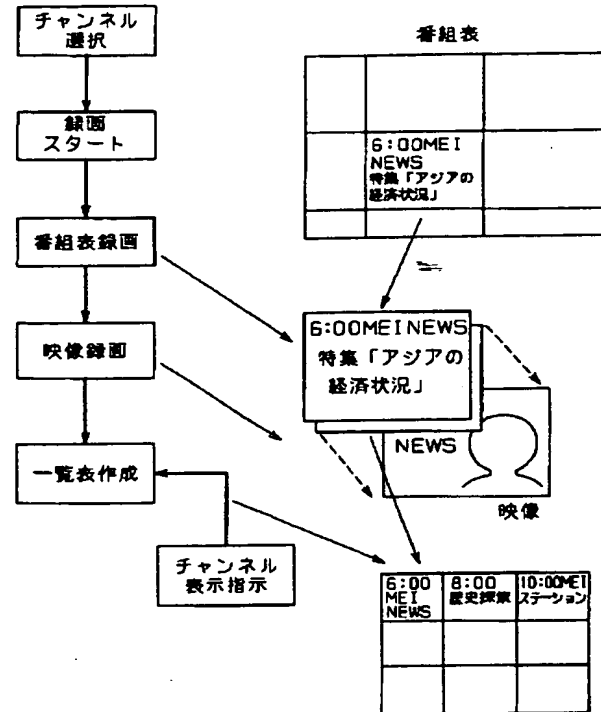 チャンネル
選択
録画
スタート
番組表録画
映像録画
一覧表作成
チャンネル
表示指示
番組表
6:00MEI
NEWS
特集「アジアの
経済状況」
6:00MEI NEWS
特集「アジアの
経済状況」
NEWS
映像
6:00
MEI
NEWS
8:00
歴史探索
10:00MEI
ステーション